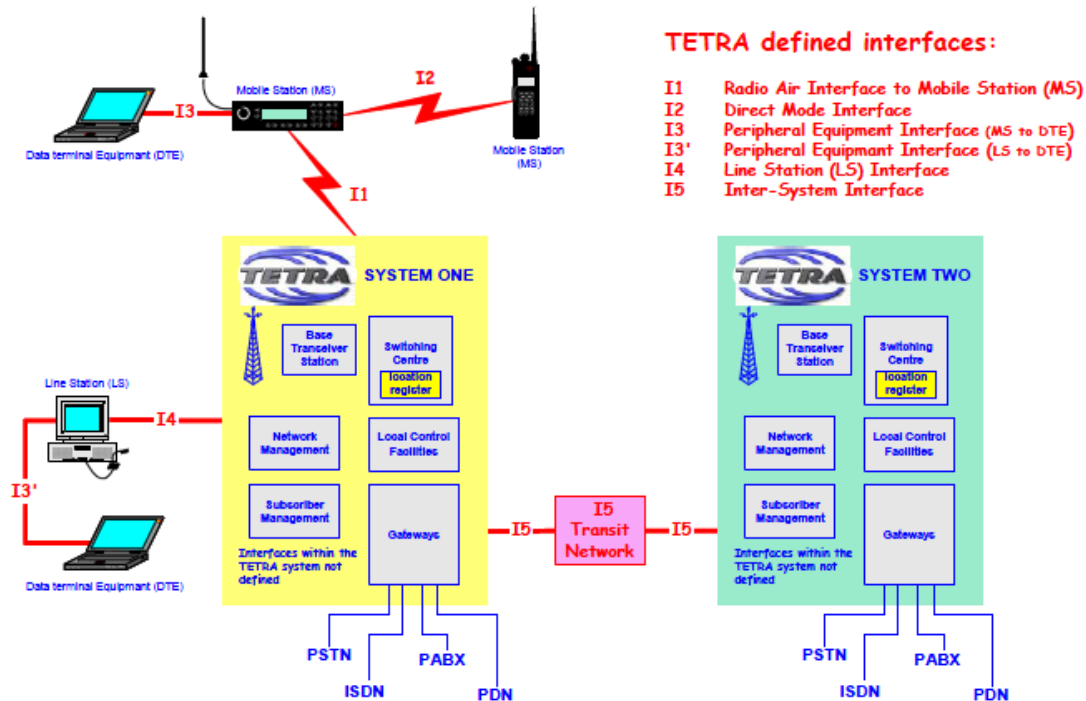 TETRA defined interfaces:
I1 Radio Air Interface to Mobile Station (MS)
I2 Direct Mode Interface
I3 Peripheral Equipment Interface (MS to DTE)
I3' Peripheral Equipmant Interface (LS to DTE)
I4 Line Station (LS) Interface
I5 Inter-System Interface
Mobile Station (MS)
I2
I3
Data terminal Equipmant (DTE)
Mobile Station
(MS)
I1
TETRA
SYSTEM ONE
Base
Transeiver
Station
Switching
Centre
location
register
Network
Management
Local Control
Facilities
Subscriber
Management
Gateways
Interfaces within the
TETRA system not
defined
PSTN
ISDN
PABX
PDN
Line Station (LS)
I4
I3'
Data terminal Equipmant (DTE)
I5
I5
Transit
Network
I5
TETRA
SYSTEM TWO
Base
Transeiver
Station
Switching
Centre
location
register
Network
Management
Local Control
Facilities
Subscriber
Management
Gateways
Interfaces within the
TETRA system not
defined
PSTN
ISDN
PABX
PDN